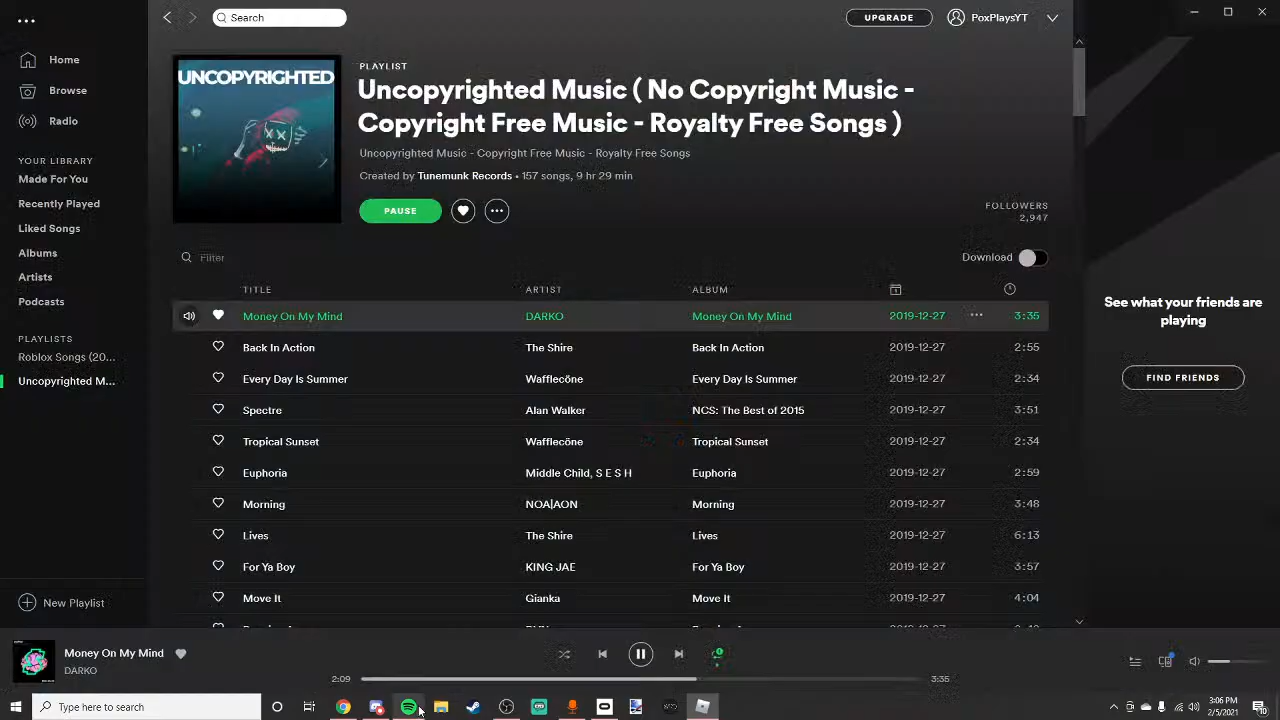 Search
UPGRADE
PoxPlaysYT
Home
Browse
Radio
YOUR LIBRARY
Made For You
Recently Played
Liked Songs
Albums
Artists
Podcasts
PLAYLISTS
Roblox Songs (20...
Uncopyrighted M...
New Playlist
UNCOPYRIGHTED
PLAYLIST
Uncopyrighted Music ( No Copyright Music -
Copyright Free Music - Royalty Free Songs )
Uncopyrighted Music - Copyright Free Music - Royalty Free Songs
Created by Tunemunk Records • 157 songs, 9 hr 29 min
PAUSE
FOLLOWERS
2,947
Filter
Download
TITLE ARTIST ALBUM
Money On My Mind DARKO Money On My Mind 2019-12-27 3:35
Back In Action The Shire Back In Action 2019-12-27 2:55
Every Day Is Summer Wafflecöne Every Day Is Summer 2019-12-27 2:34
Spectre Alan Walker NCS: The Best of 2015 2019-12-27 3:51
Tropical Sunset Wafflecöne Tropical Sunset 2019-12-27 2:34
Euphoria Middle Child, S E S H Euphoria 2019-12-27 2:59
Morning NOA|AON Morning 2019-12-27 3:48
Lives The Shire Lives 2019-12-27 6:13
For Ya Boy KING JAE For Ya Boy 2019-12-27 3:57
Move It Gianka Move It 2019-12-27 4:04
See what your friends are
playing
FIND FRIENDS
Money On My Mind
DARKO
2:09
3:35
Type here to search
3:06 PM
2/5/2021